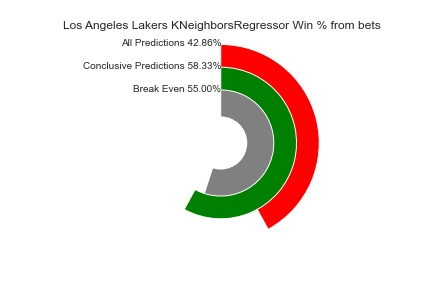 Los Angeles Lakers KNeighborsRegressor Win % from bets
All Predictions 42.86%
Conclusive Predictions 58.33%
Break Even 55.00%